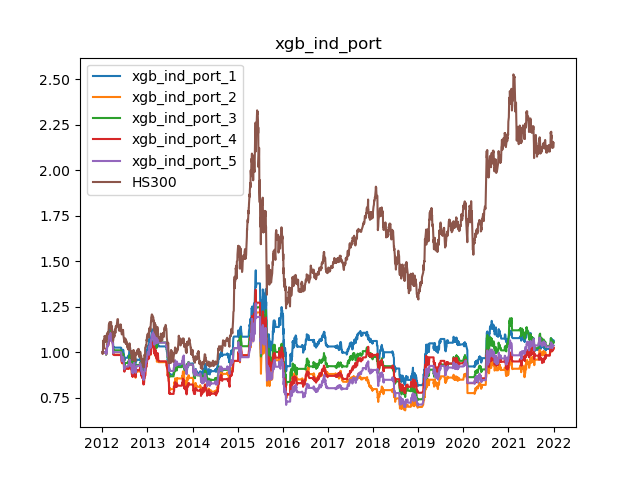 xgb_ind_port
xgb_ind_port_1
xgb_ind_port_2
xgb_ind_port_3
xgb_ind_port_4
xgb_ind_port_5
HS300
2.50
2.25
2.00
1.75
1.50
1.25
1.00
0.75
2012 2013 2014 2015 2016 2017 2018 2019 2020 2021 2022